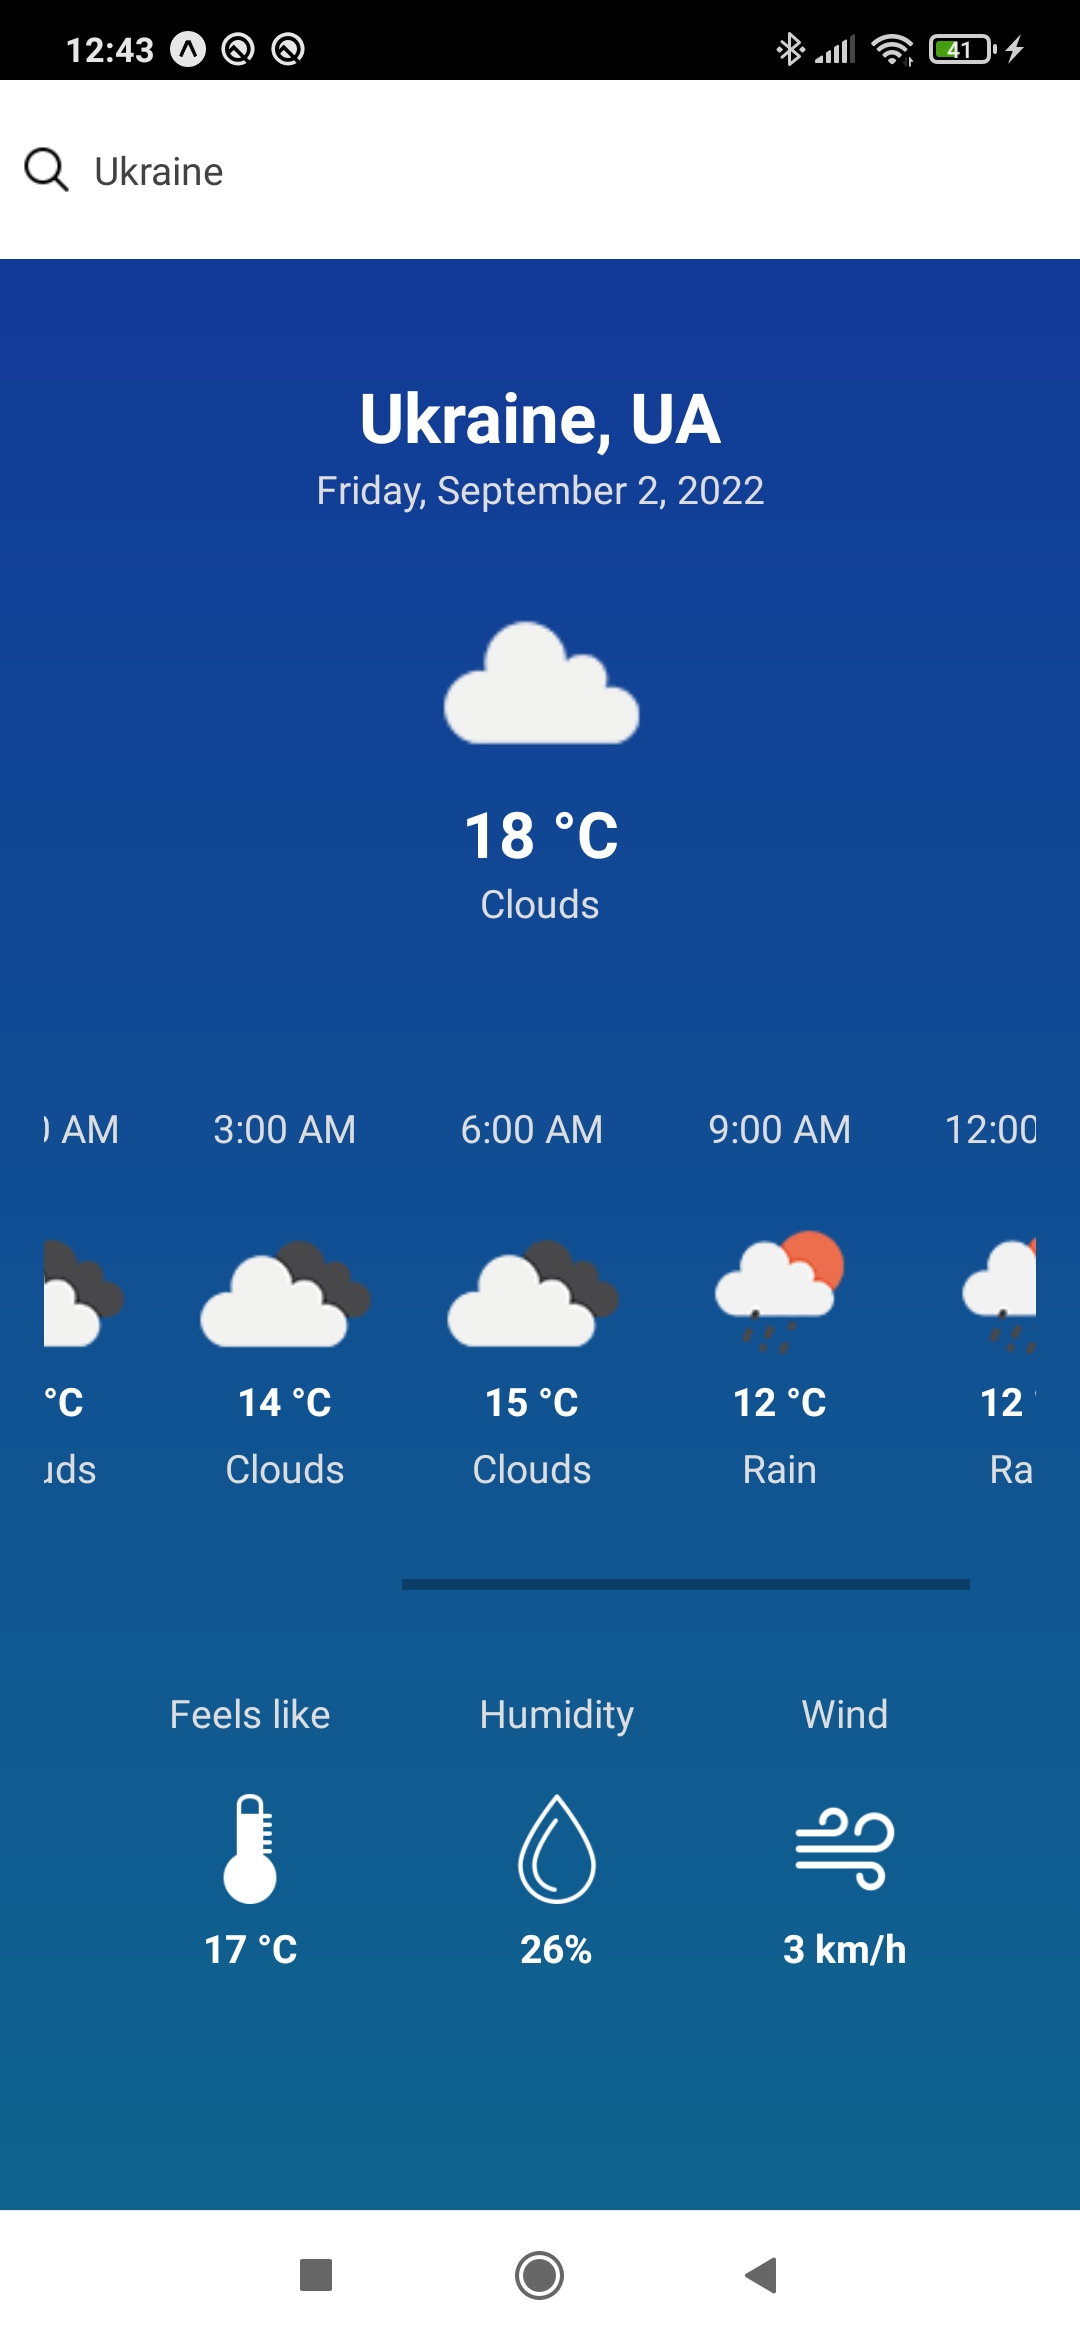 12:43
41
Ukraine
Ukraine, UA
Friday, September 2, 2022
18 °C
Clouds
AM 3:00 AM 6:00 AM 9:00 AM 12:00
°C 14 °C 15 °C 12 °C 12
Clouds Clouds Rain
Feels like Humidity Wind
17 °C 26% 3 km/h